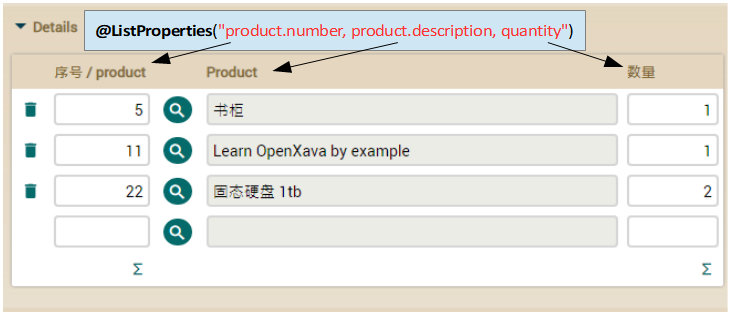 Details
@ListProperties("product.number, product.description, quantity")
序号 / product Product 数量
5 书柜 1
11 Learn OpenXava by example 1
22 固态硬盘 1tb 2
Σ Σ